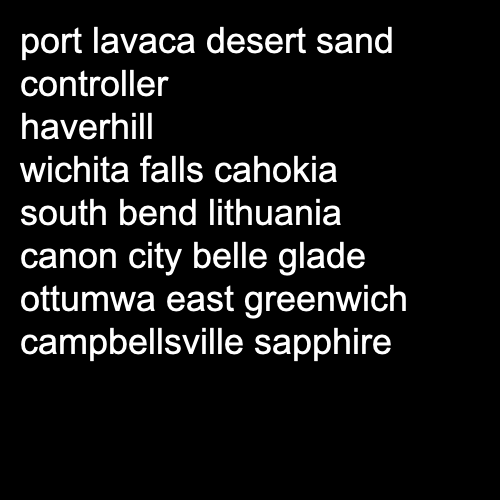 port lavaca desert sand
controller
haverhill
wichita falls cahokia
south bend lithuania
canon city belle glade
ottumwa east greenwich
campbellsville sapphire